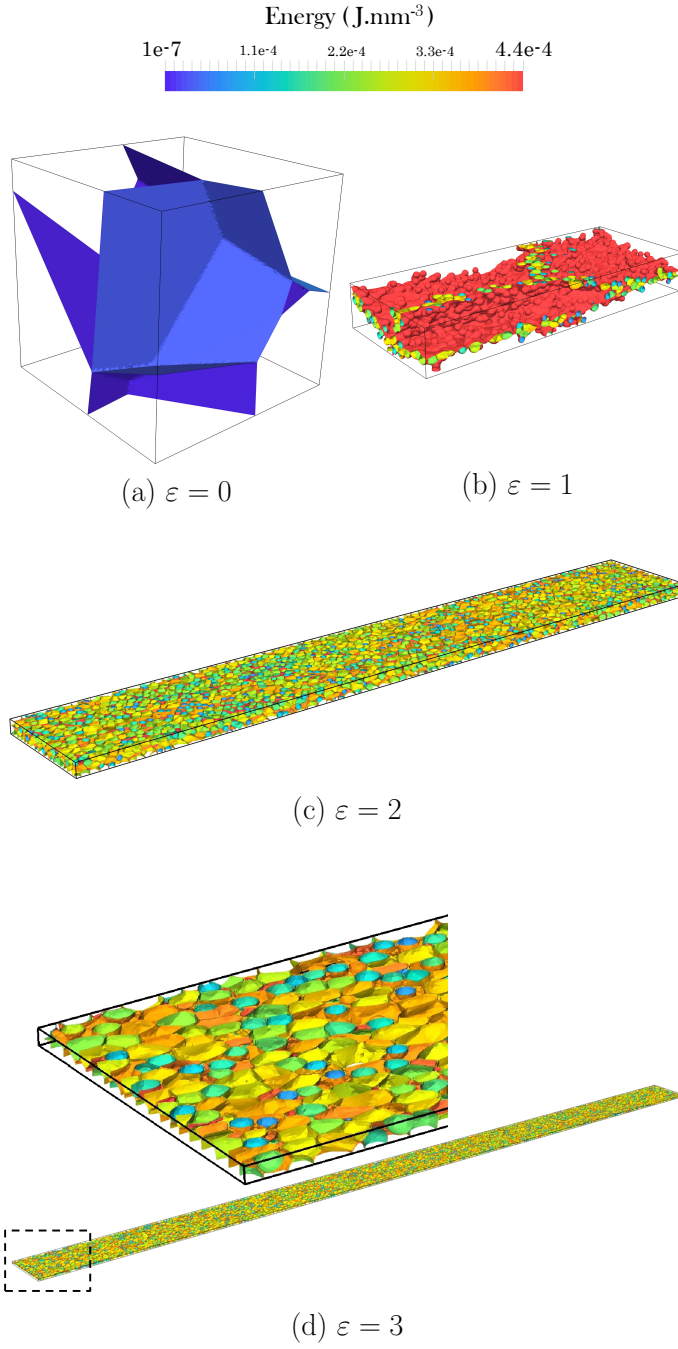 Energy (J.mm-3)
1e-7 1.1e-4 2.2e-4 3.3e-4 4.4e-4
(a) ε = 0
(b) ε = 1
(c) ε = 2
(d) ε = 3